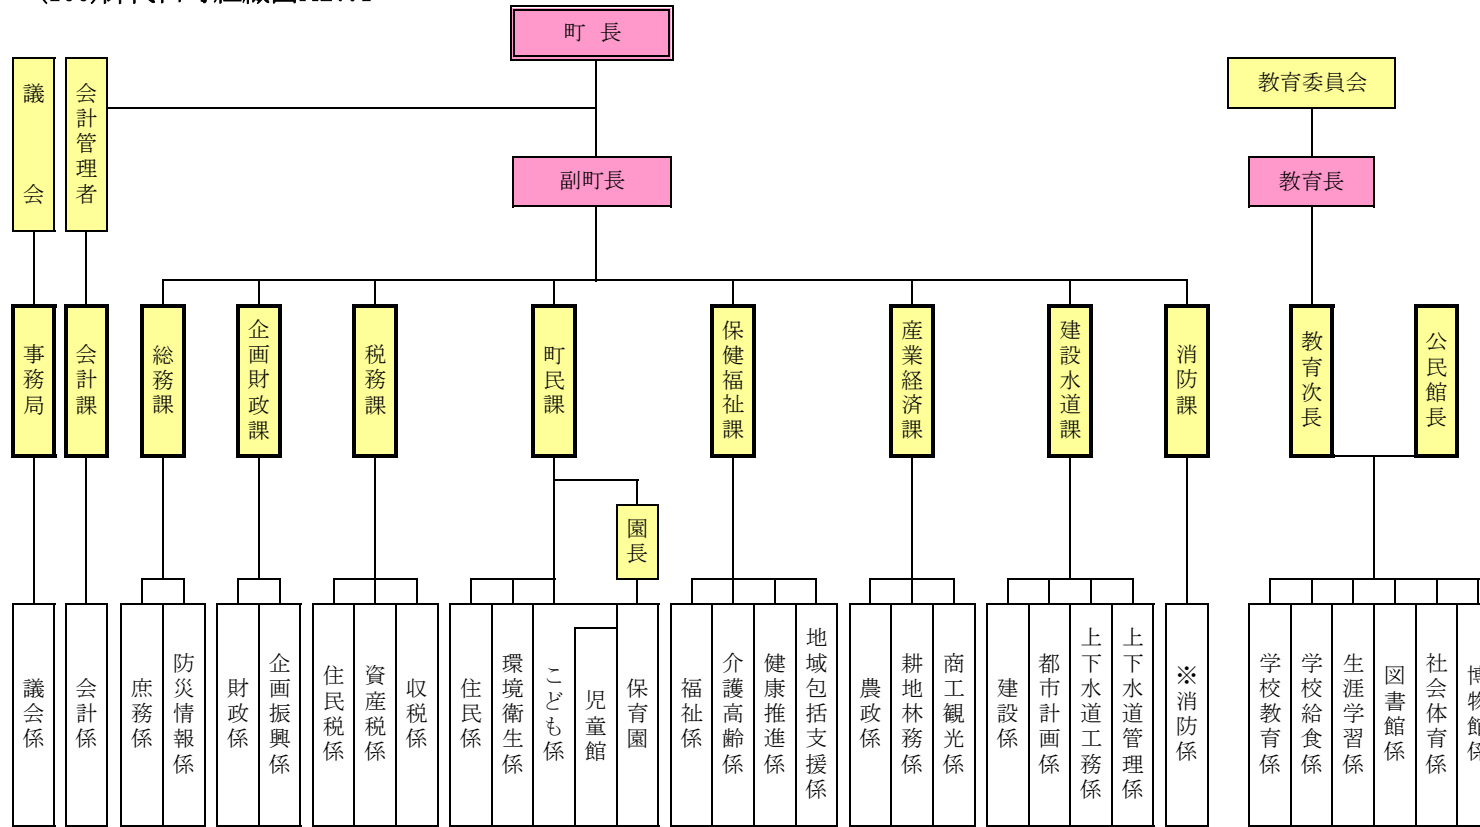 町 長
議会
会計管理者
教育委員会
副町長
教育長
事務局
会計課
総務課
企画財政課
税務課
町民課
保健福祉課
産業経済課
建設水道課
消防課
教育次長
公民館長
園長
議会係
会計係
庶務係
防災情報係
財政係
企画振興係
住民税係
資産税係
収税係
住民係
環境衛生係
こども係
児童館
保育園
福祉係
介護高齢係
健康推進係
地域包括支援係
農政係
耕地林務係
商工観光係
建設係
都市計画係
上下水道工務係
上下水道管理係
※消防係
学校教育係
学校給食係
生涯学習係
図書館係
社会体育係
博物館係